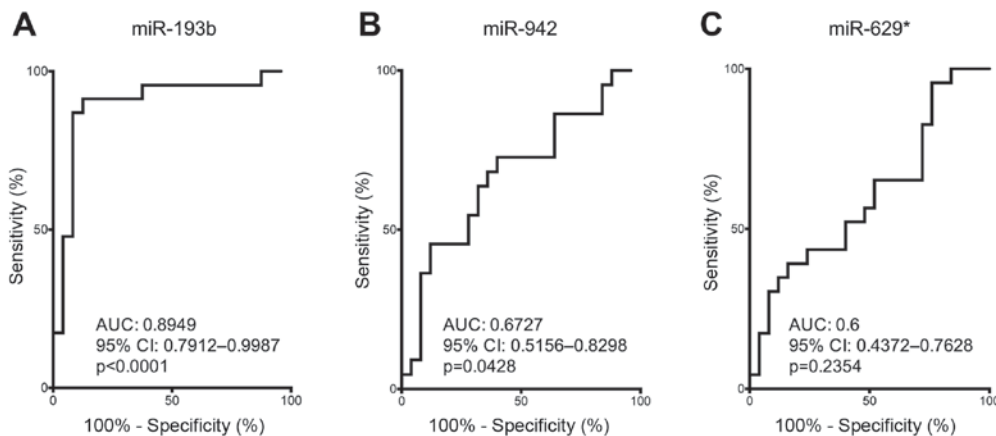 A
miR-193b
100
50
0
0
50
100
Sensitivity (%)
100% - Specificity (%)
AUC: 0.8949
95% CI: 0.7912–0.9987
p<0.0001
B
miR-942
100
50
0
0
50
100
Sensitivity (%)
100% - Specificity (%)
AUC: 0.6727
95% CI: 0.5156–0.8298
p=0.0428
C
miR-629*
100
50
0
0
50
100
Sensitivity (%)
100% - Specificity (%)
AUC: 0.6
95% CI: 0.4372–0.7628
p=0.2354